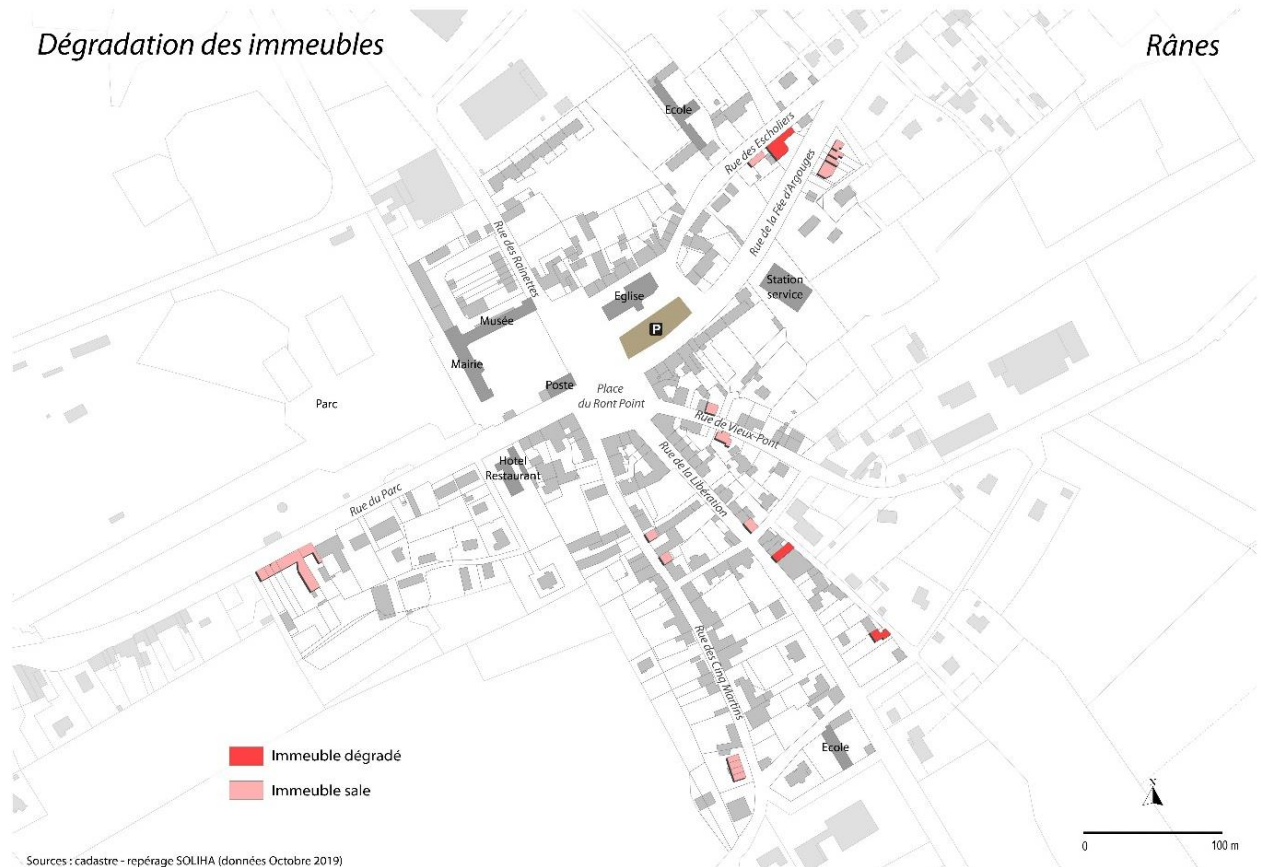 Dégradation des immeubles
Rânes
Ecole
Rue des Escholiers
Rue de la Fée d'Argouges
Rue des Rainettes
Station
service
Eglise
P
Musée
Mairie
Poste
Place
du Ront Point
Parc
Rue de Vieux-Pont
Hotel
Restaurant
Rue de la Libération
Rue du Parc
Rue des Cinq Martins
Ecole
Immeuble dégradé
Immeuble sale
N
0
100 m
Sources : cadastre - repérage SOLIHA (données Octobre 2019)